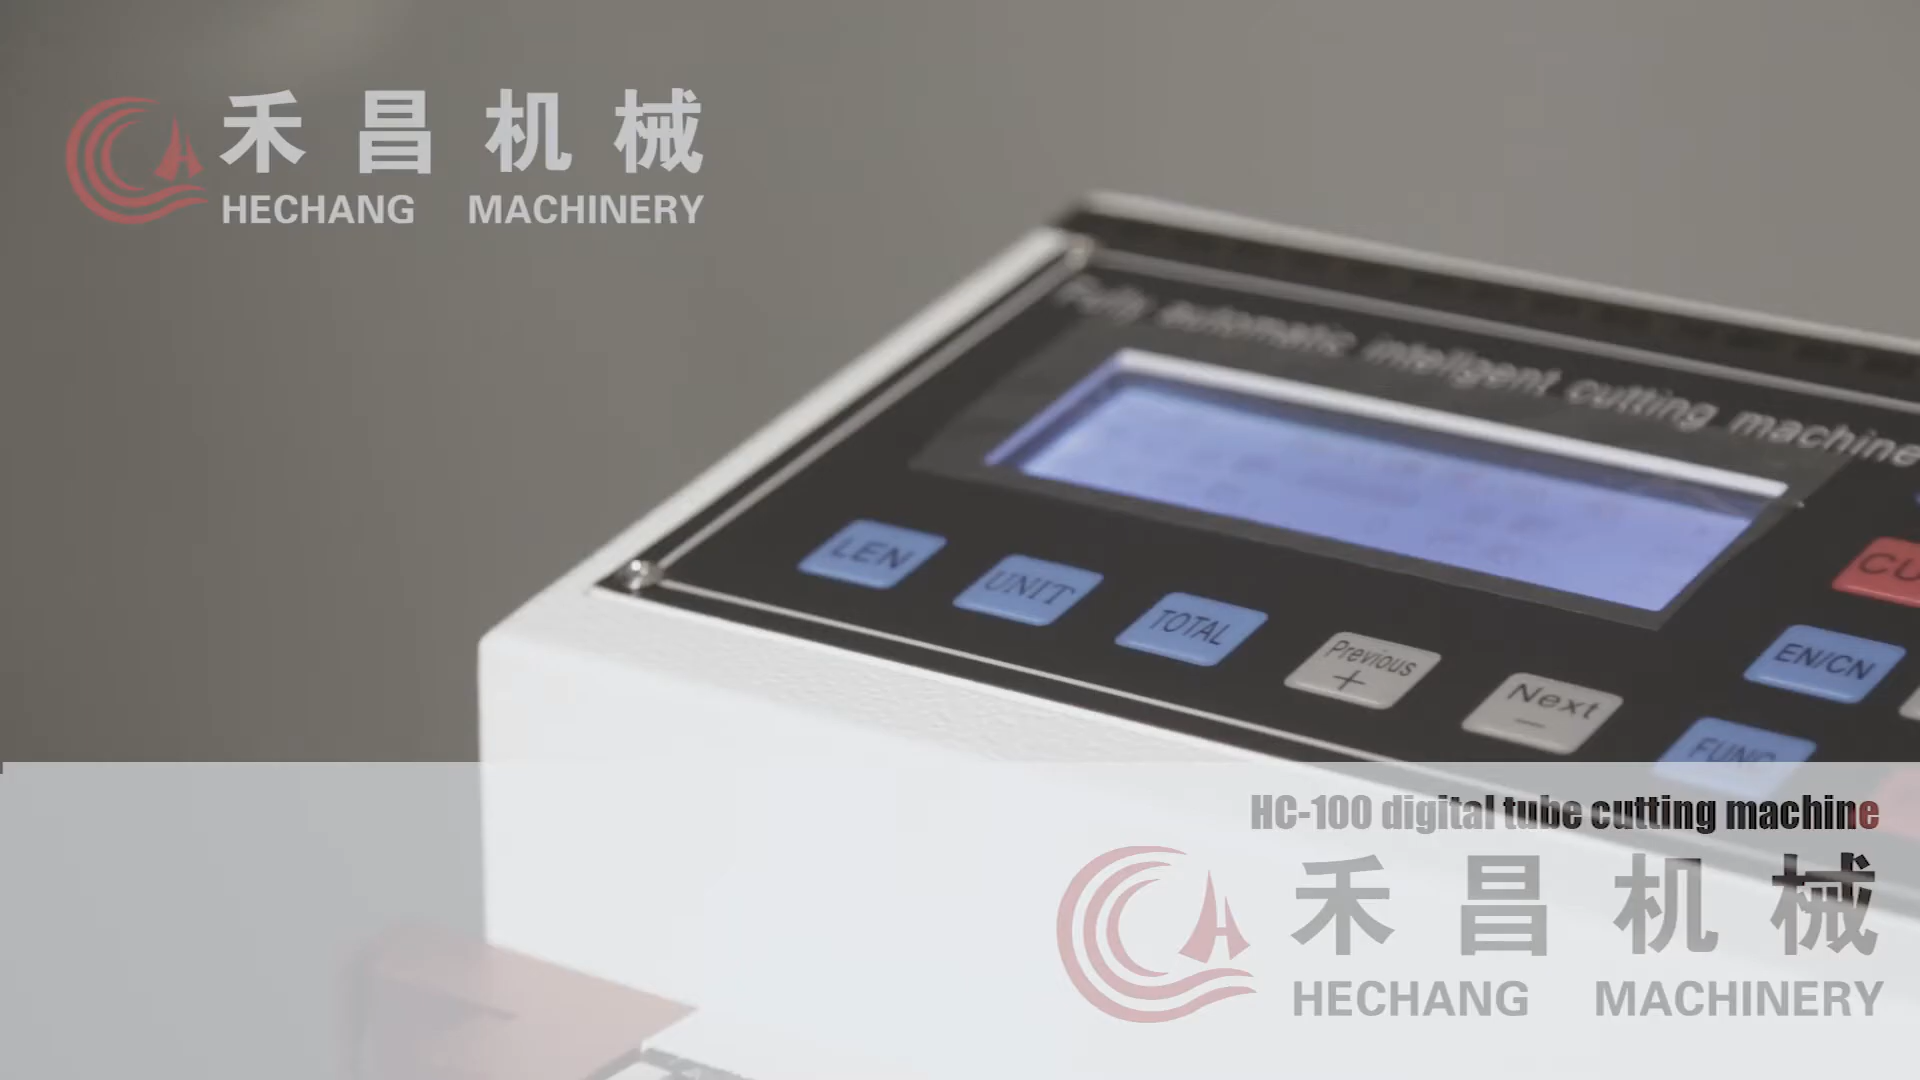 禾昌机械
HECHANG MACHINERY
Fully automatic intelligent cutting machine
LEN
UNIT
TOTAL
Previous
+
Next
−
EN/CN
FUNC
HC-100 digital tube cutting machine
禾昌机械
HECHANG MACHINERY